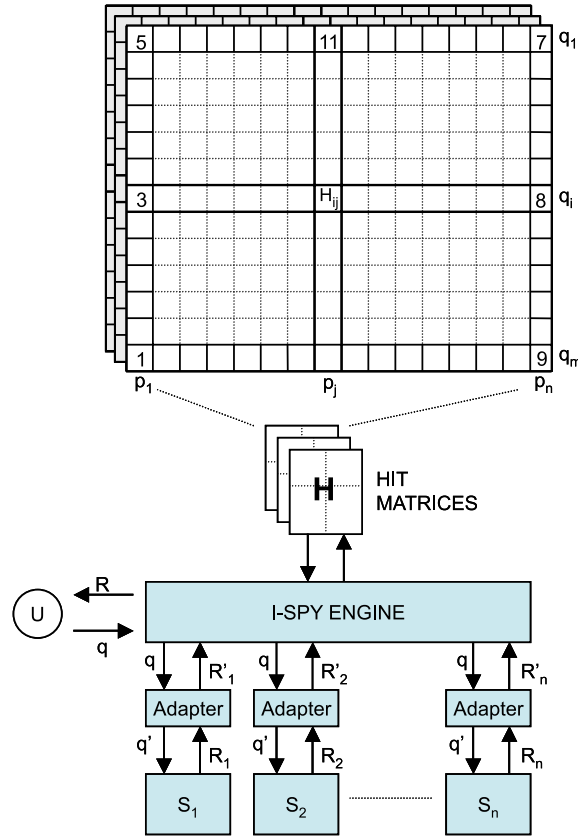 5 11 7 q1
3 Hij 8 qi
1 9 qm
p1 pj pn
H
HIT
MATRICES
R
U
I-SPY ENGINE
q
q R'1 q R'2 q R'n
Adapter Adapter Adapter
q' R1 q' R2 q' Rn
S1 S2 Sn